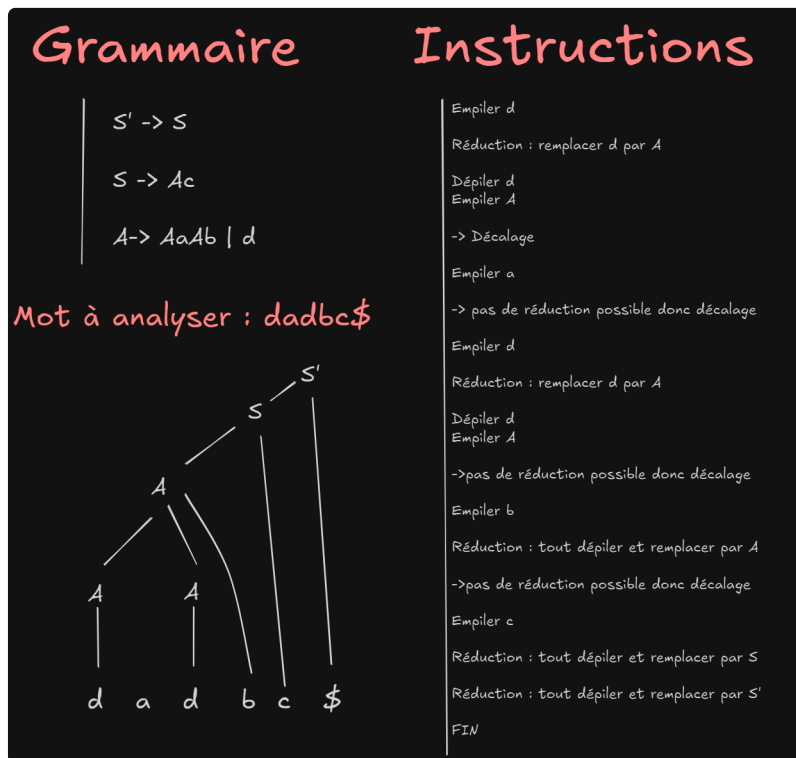 Grammaire
S' -> S
S -> Ac
A-> AaAb | d
Mot à analyser : dadbc$
S'
S
A
A A
d a d b c $
Instructions
Empiler d
Réduction : remplacer d par A
Dépiler d
Empiler A
-> Décalage
Empiler a
-> pas de réduction possible donc décalage
Empiler d
Réduction : remplacer d par A
Dépiler d
Empiler A
->pas de réduction possible donc décalage
Empiler b
Réduction : tout dépiler et remplacer par A
->pas de réduction possible donc décalage
Empiler c
Réduction : tout dépiler et remplacer par S
Réduction : tout dépiler et remplacer par S'
FIN